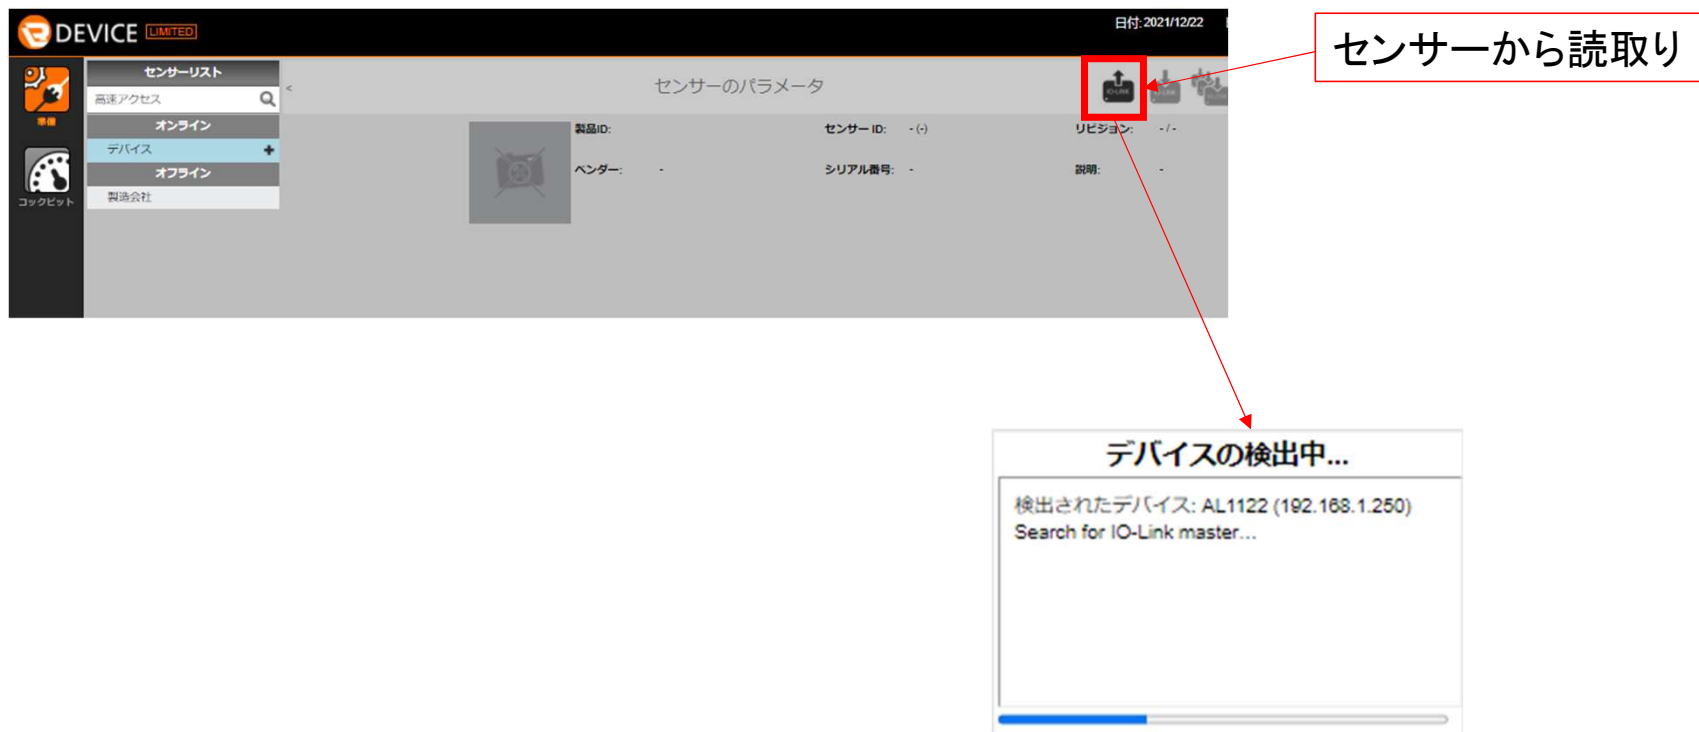 DEVICE LIMITED
日付: 2021/12/22
センサーから読取り
センサーリスト
高速アクセス
<
センサーのパラメータ
IO-LINK
準備
オンライン
デバイス
オフライン
製造会社
コックピット
製品ID:
センサー ID: - (-)
リビジョン: - / -
ベンダー: -
シリアル番号: -
説明: -
デバイスの検出中...
検出されたデバイス: AL1122 (192.168.1.250)
Search for IO-Link master...